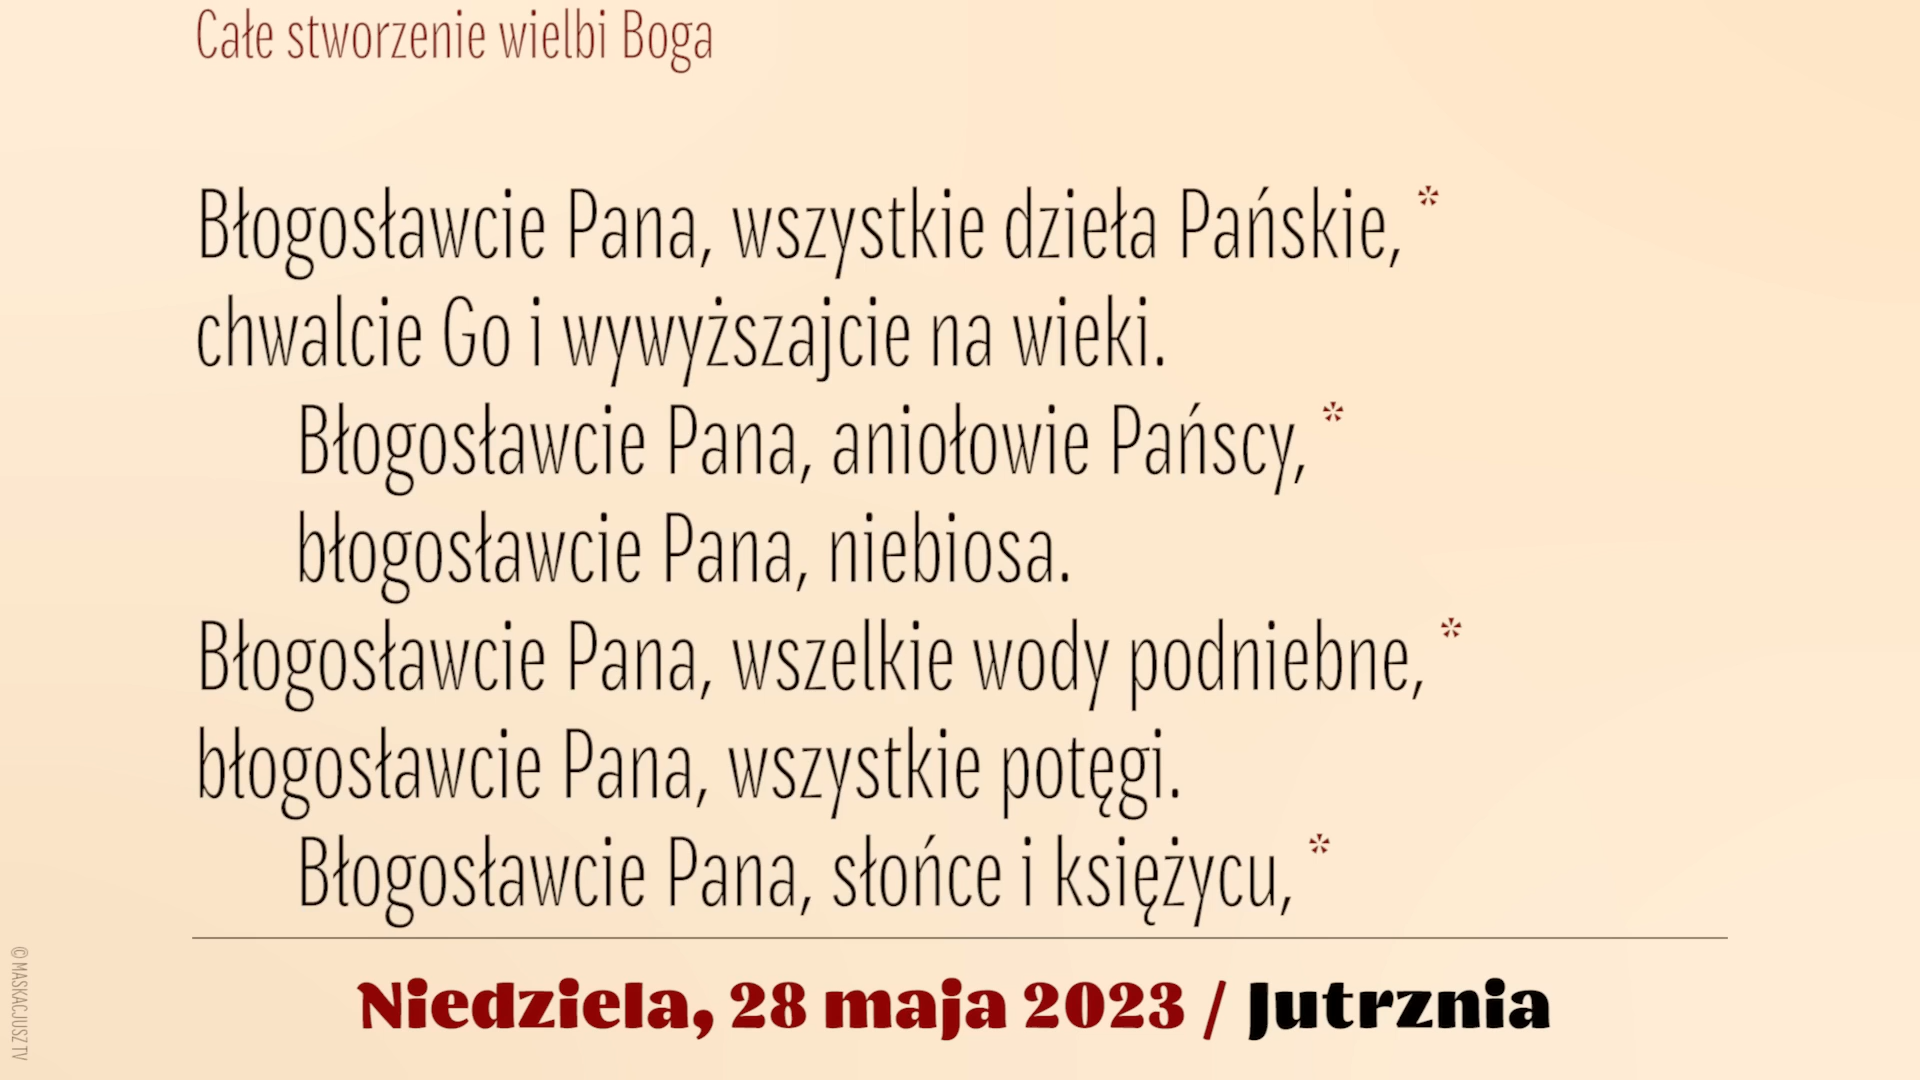 Całe stworzenie wielbi Boga
Błogosławcie Pana, wszystkie dzieła Pańskie, *
chwalcie Go i wywyższajcie na wieki.
Błogosławcie Pana, aniołowie Pańscy, *
błogosławcie Pana, niebiosa.
Błogosławcie Pana, wszelkie wody podniebne, *
błogosławcie Pana, wszystkie potęgi.
Błogosławcie Pana, słońce i księżycu, *
Niedziela, 28 maja 2023 / Jutrznia
© MASKACJUSZ TV